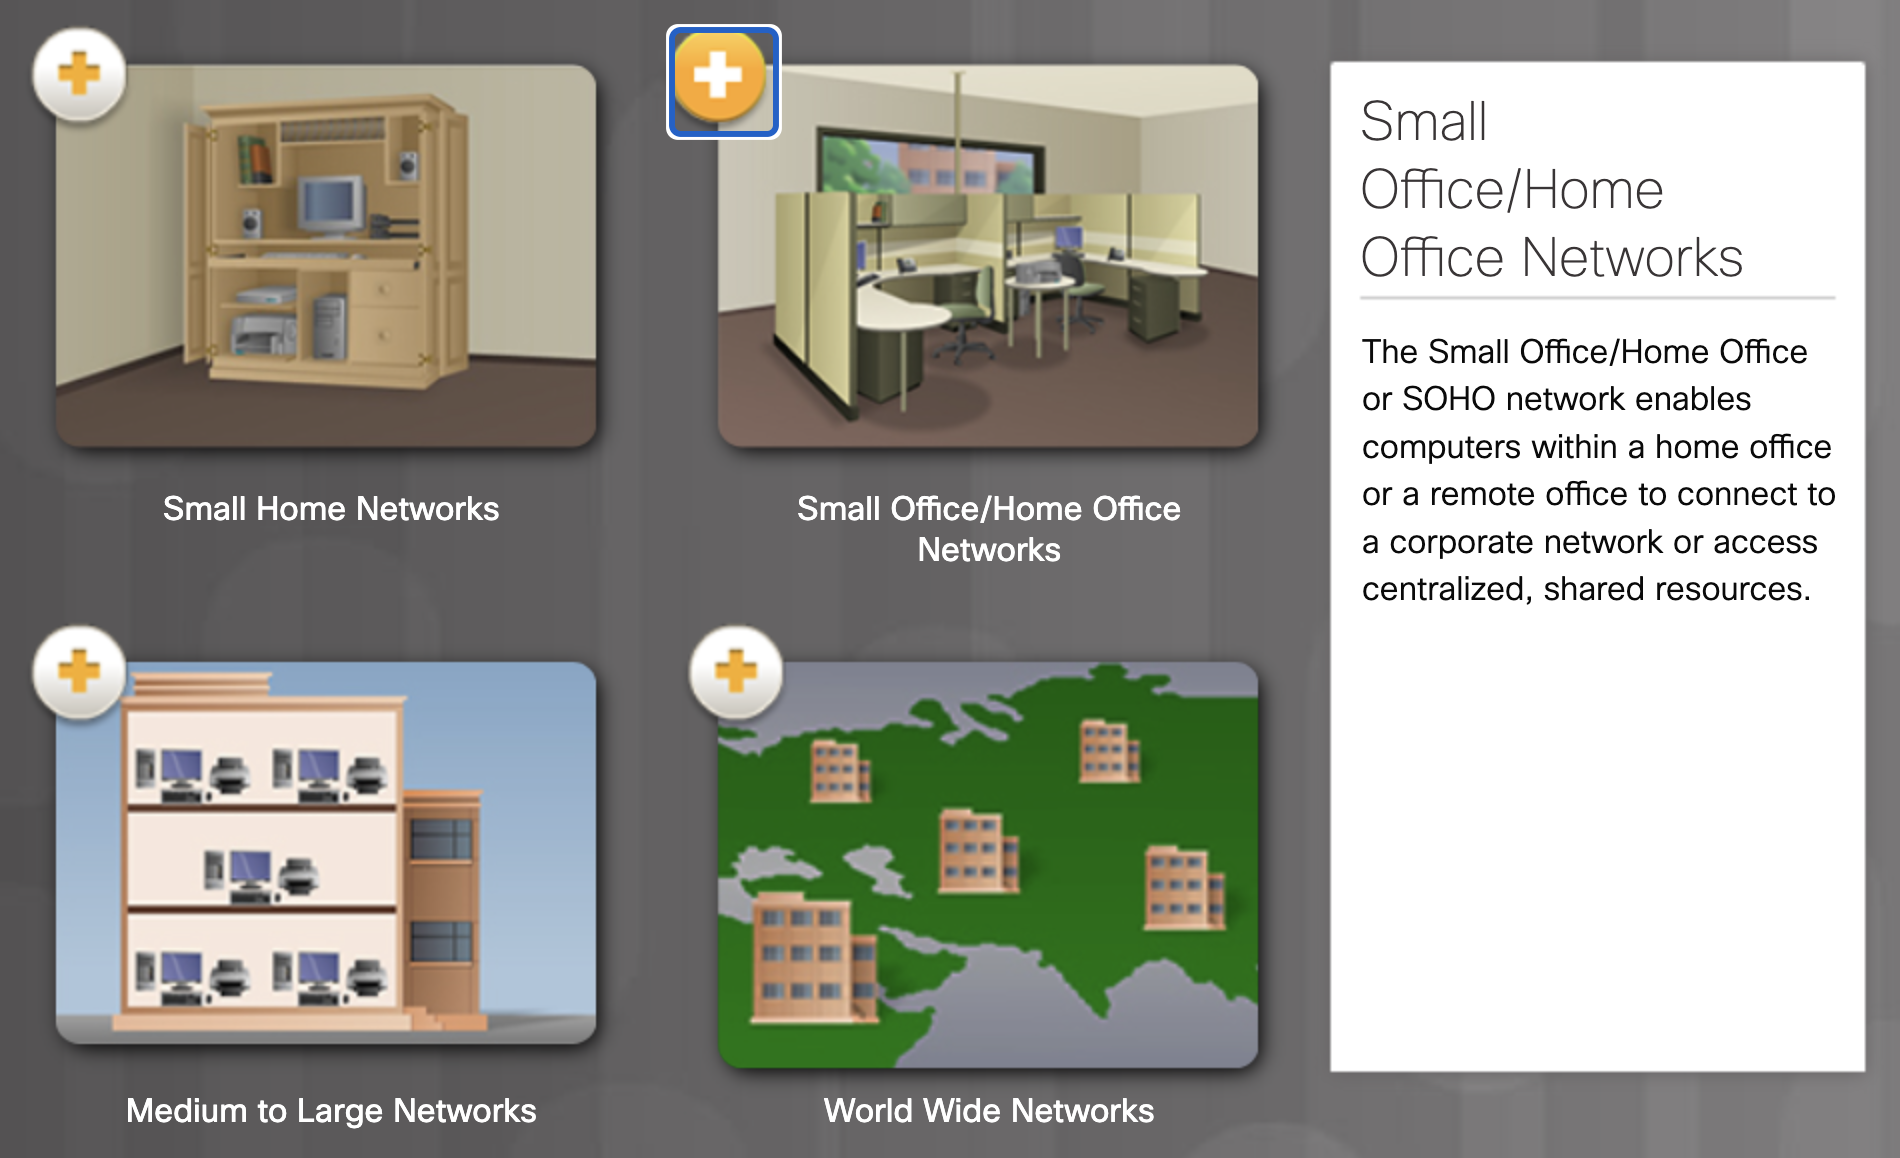 Small Home Networks
Small Office/Home Office
Networks
Medium to Large Networks
World Wide Networks
Small
Office/Home
Office Networks
The Small Office/Home Office
or SOHO network enables
computers within a home office
or a remote office to connect to
a corporate network or access
centralized, shared resources.